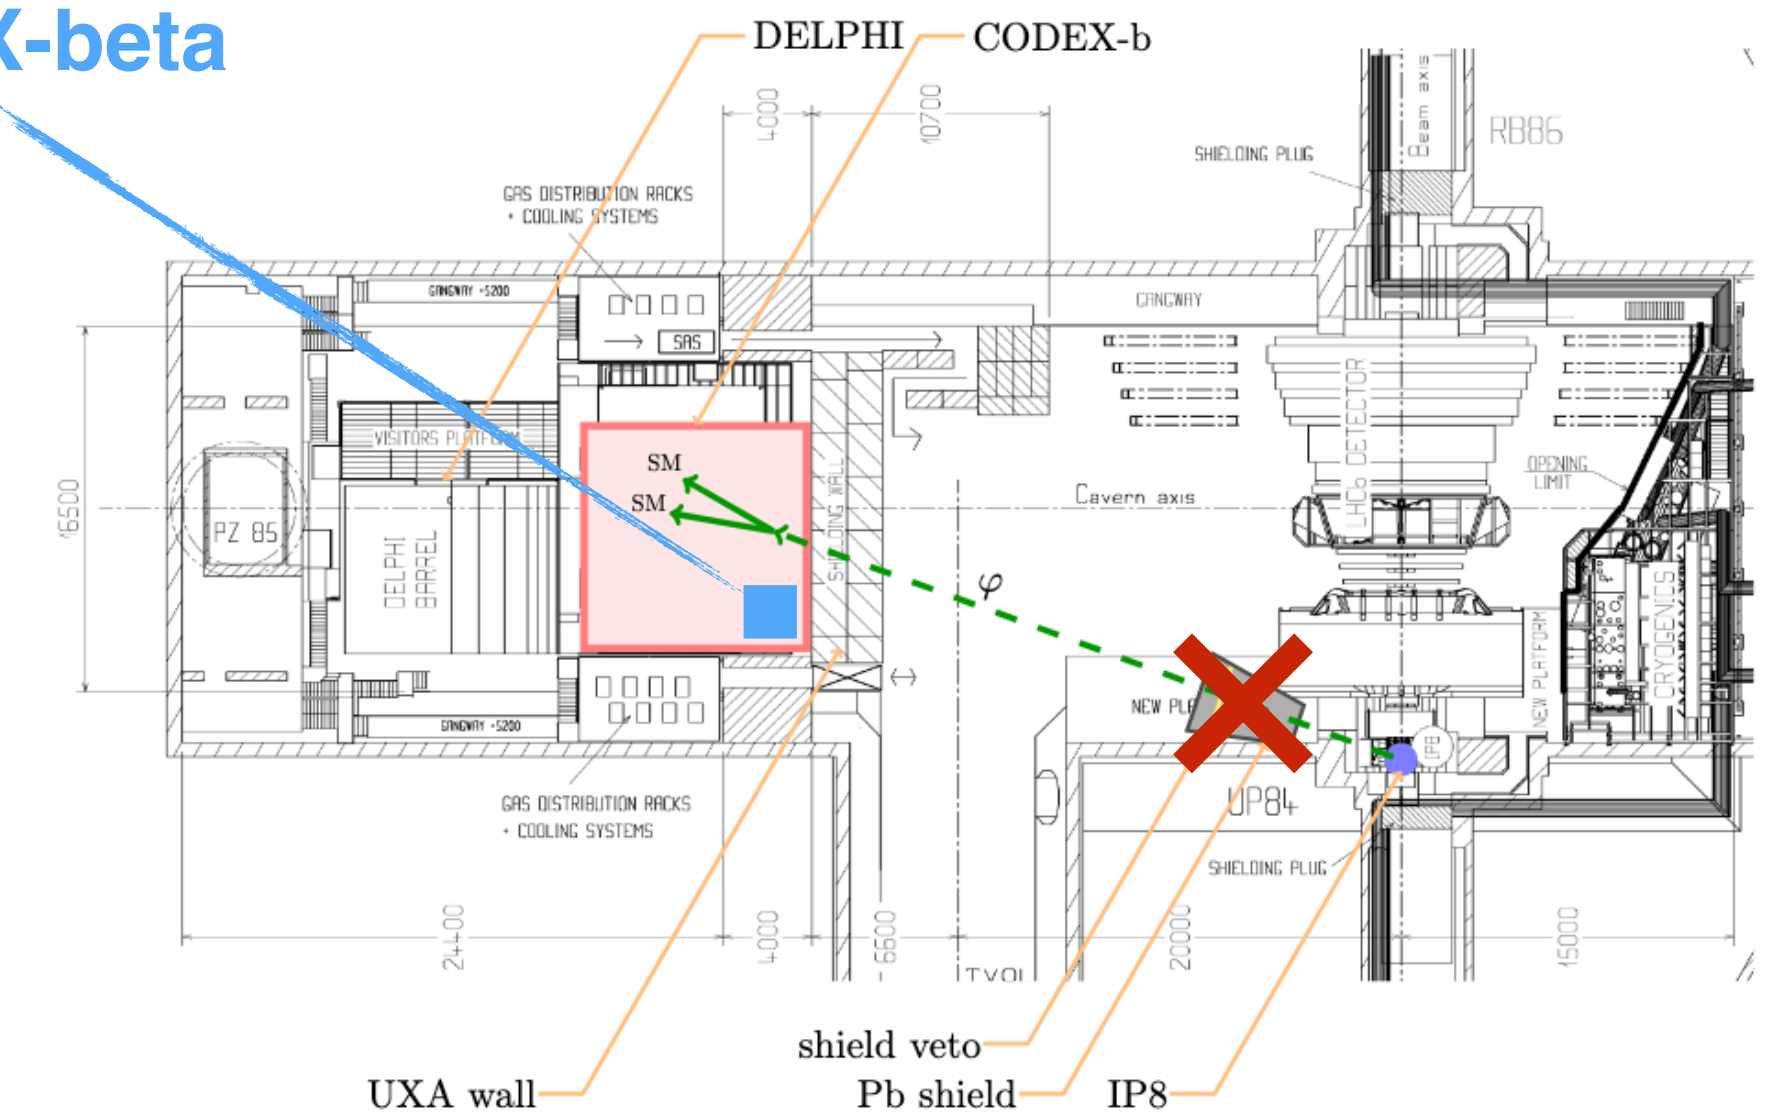 X-beta
DELPHI
CODEX-b
4000
10700
Beam axis
RB86
SHIELDING PLUG
GAS DISTRIBUTION RACKS
+ COOLING SYSTEMS
GANGWAY +5200
GANGWAY
SAS
VISITORS PLATFORM
SM
SM
SHIELDING WALL
LHCb DETECTOR
OPENING
LIMIT
Cavern axis
16500
PZ 85
DELPHI
BARREL
φ
NEW PLATFORM
CRYOGENICS
NEW PLA
IP8
GANGWAY +5200
UP84
GAS DISTRIBUTION RACKS
+ COOLING SYSTEMS
SHIELDING PLUG
24400
4000
6600
20000
15000
shield veto
UXA wall
Pb shield
IP8